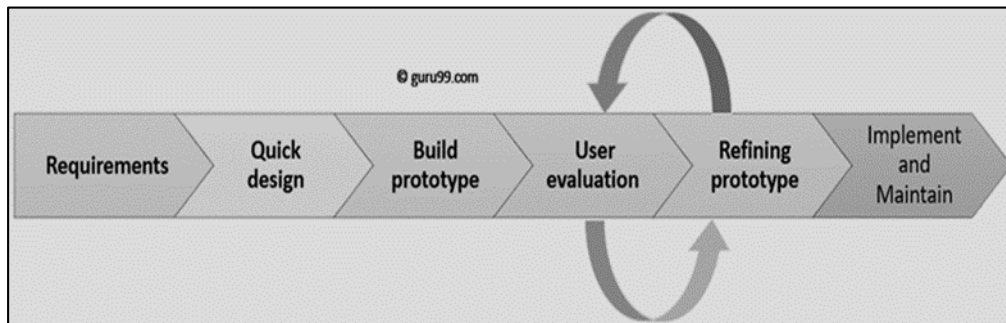 © guru99.com
Requirements
Quick
design
Build
prototype
User
evaluation
Refining
prototype
Implement
and
Maintain